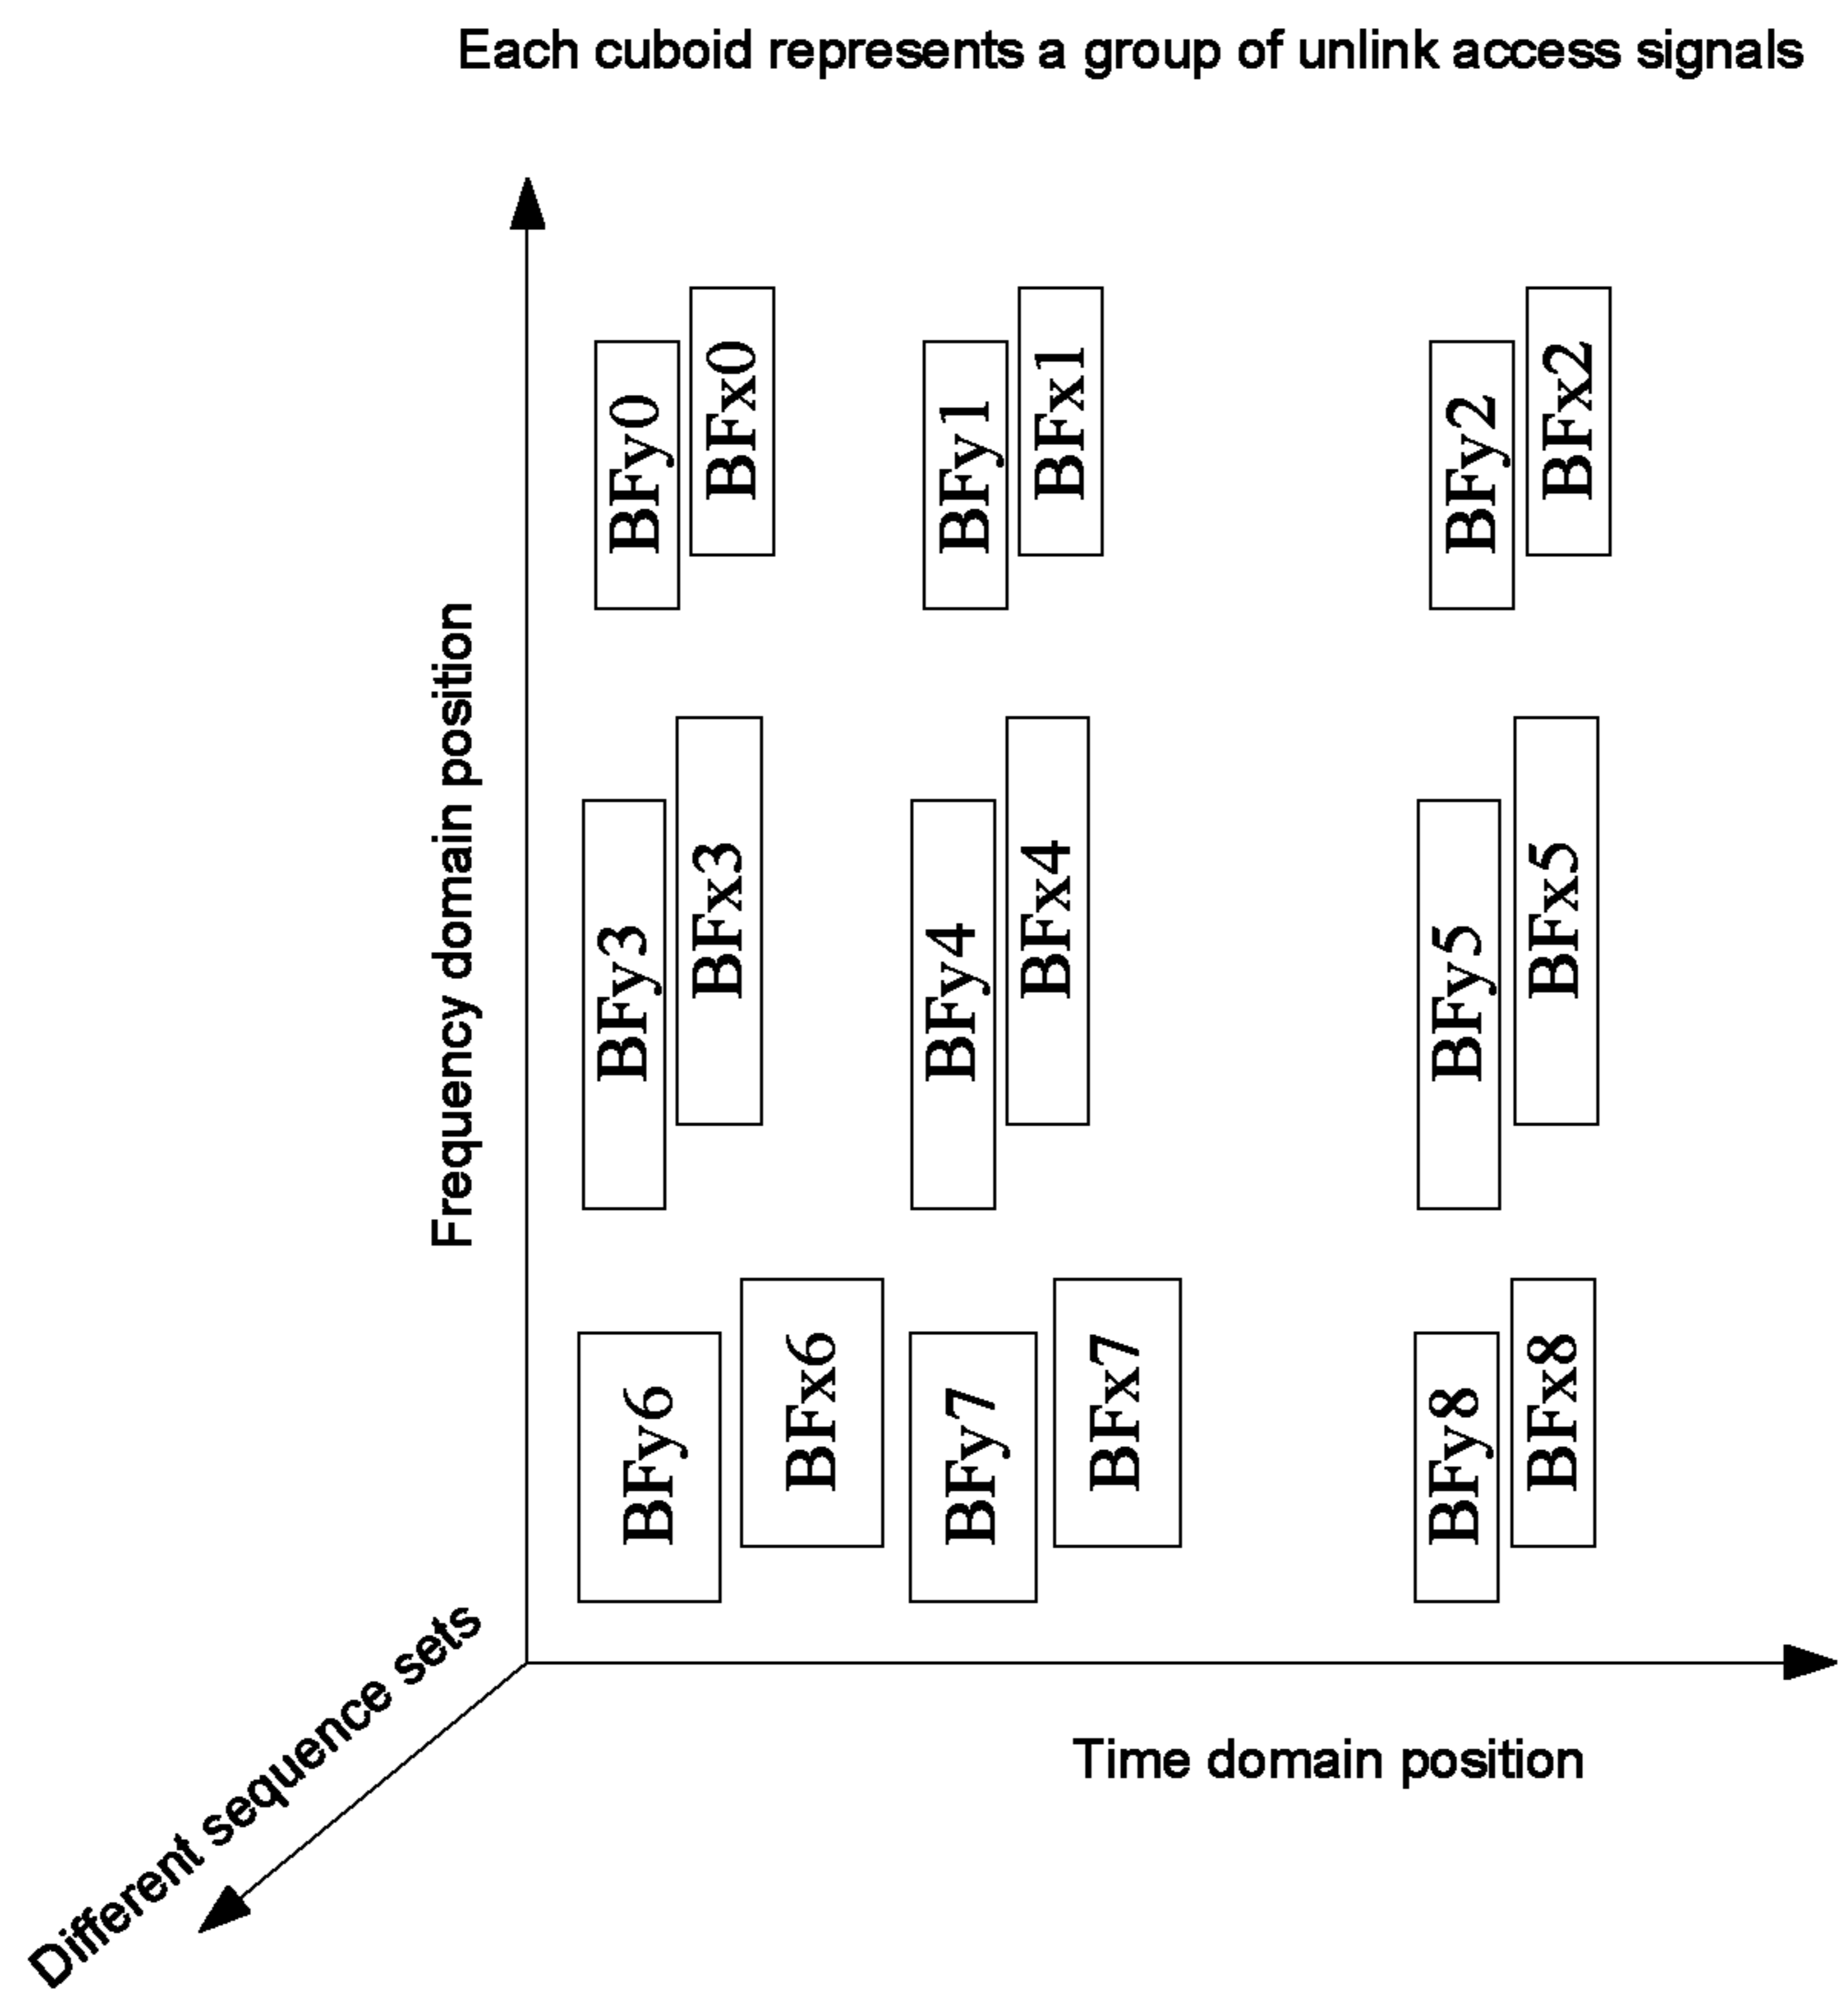 Each cuboid represents a group of unlink access signals
BFy0
BFx0
BFy1
BFx1
BFy2
BFx2
Frequency domain position
BFy3
BFx3
BFy4
BFx4
BFy5
BFx5
BFy6
BFx6
BFy7
BFx7
BFy8
BFx8
Different sequence sets
Time domain position